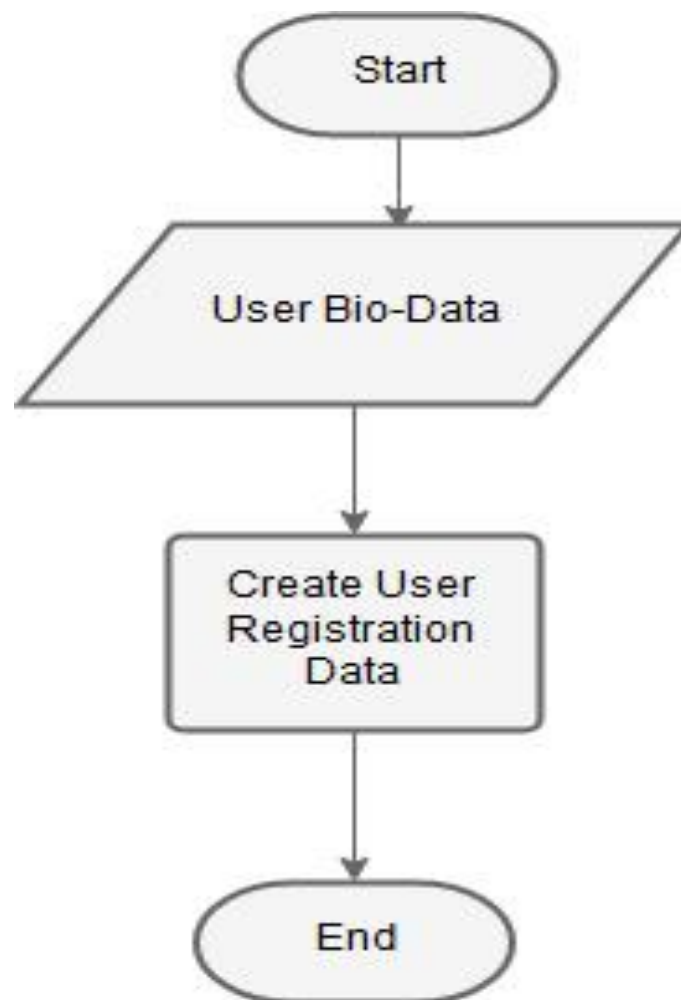 Start
User Bio-Data
Create User
Registration
Data
End